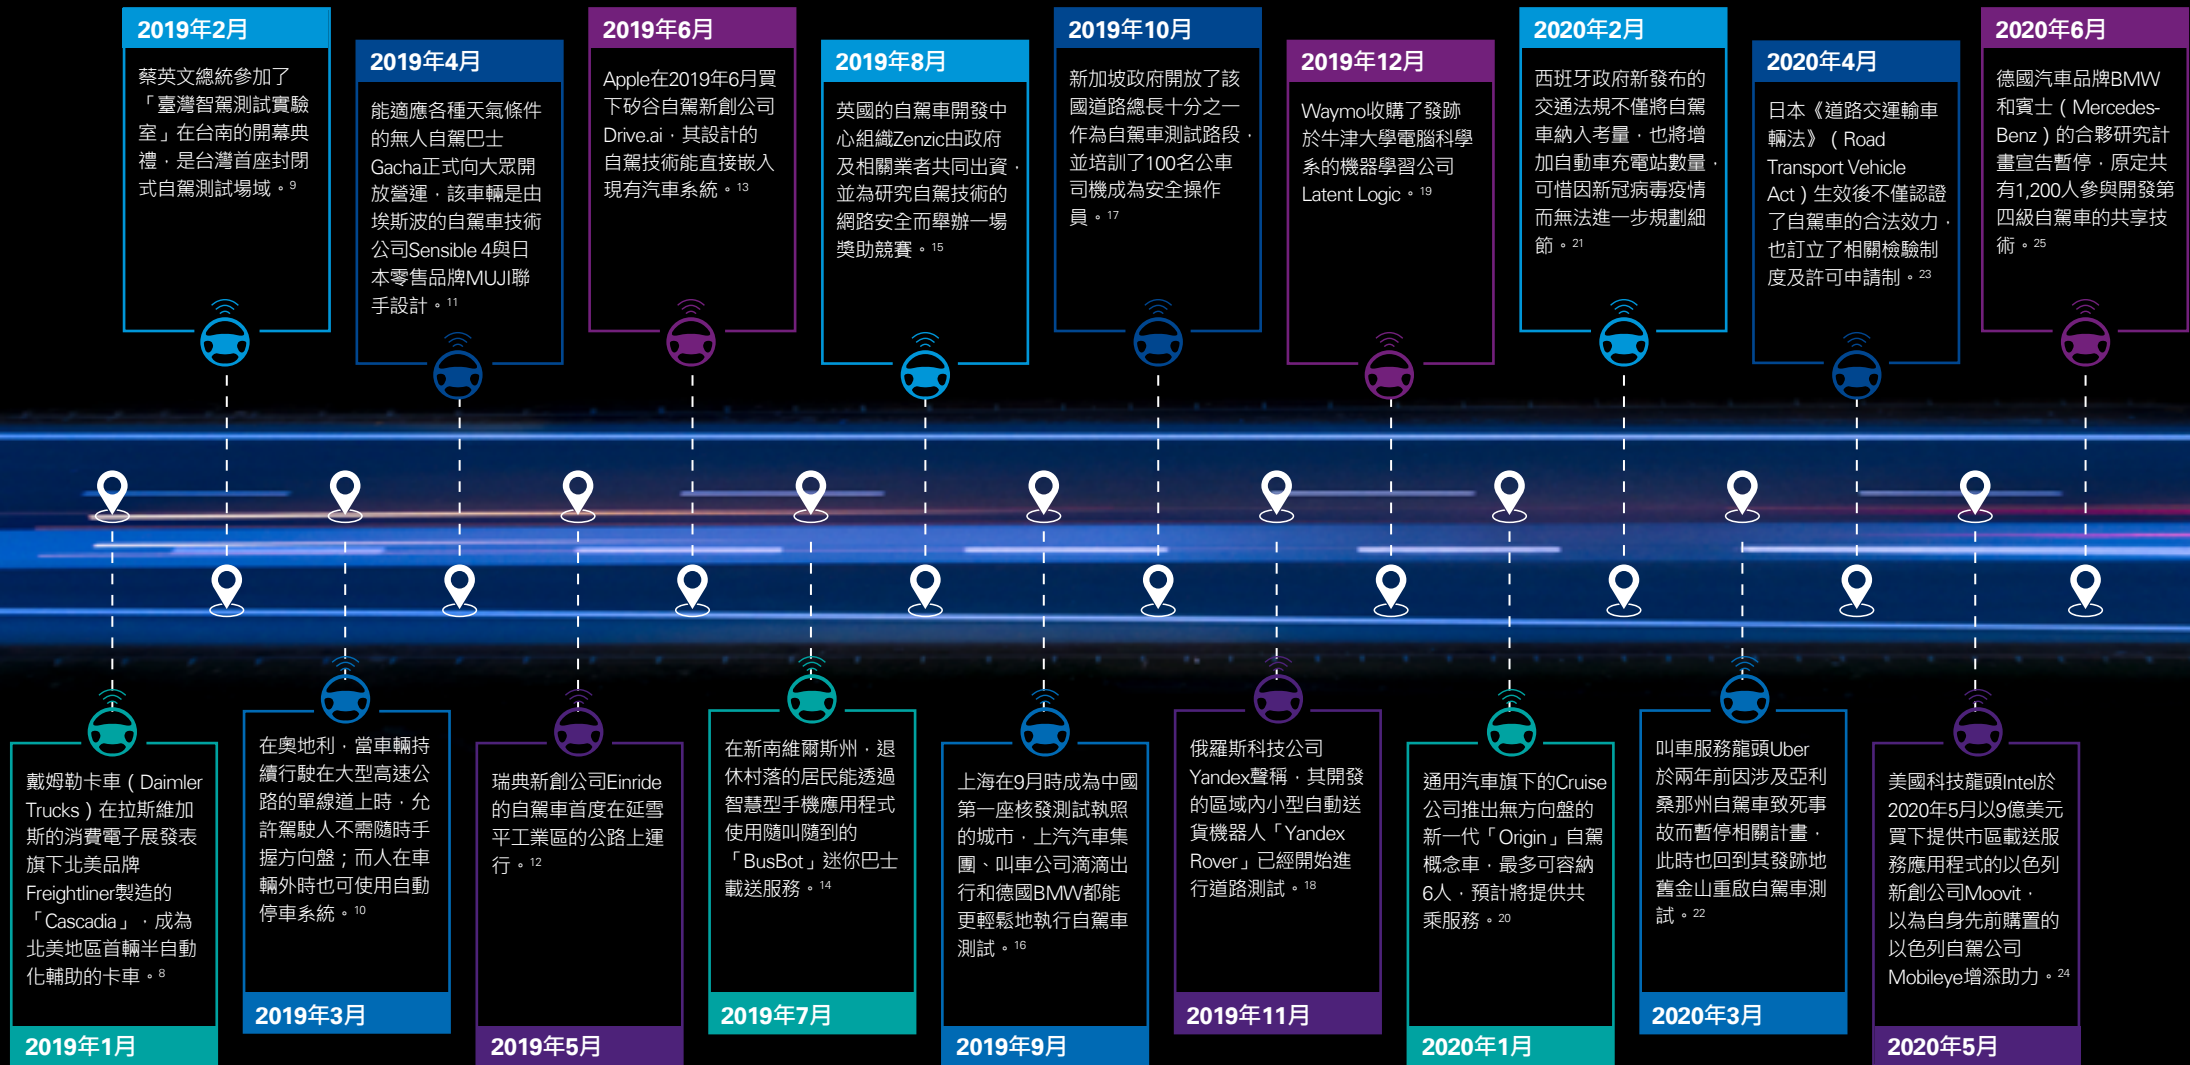 2019年2月
蔡英文總統參加了
「臺灣智駕測試實驗
室」在台南的開幕典
禮，是台灣首座封閉
式自駕測試場域。9
2019年4月
能適應各種天氣條件
的無人自駕巴士
Gacha正式向大眾開
放營運，該車輛是由
埃斯波的自駕車技術
公司Sensible 4與日
本零售品牌MUJI聯
手設計。11
2019年6月
Apple在2019年6月買
下矽谷自駕新創公司
Drive.ai，其設計的
自駕技術能直接嵌入
現有汽車系統。13
2019年8月
英國的自駕車開發中
心組織Zenzic由政府
及相關業者共同出資，
並為研究自駕技術的
網路安全而舉辦一場
獎助競賽。15
2019年10月
新加坡政府開放了該
國道路總長十分之一
作為自駕車測試路段，
並培訓了100名公車
司機成為安全操作
員。17
2019年12月
Waymo收購了發跡
於牛津大學電腦科學
系的機器學習公司
Latent Logic。19
2020年2月
西班牙政府新發布的
交通法規不僅將自駕
車納入考量，也將增
加自動車充電站數量，
可惜因新冠病毒疫情
而無法進一步規劃細
節。21
2020年4月
日本《道路交運輸車
輛法》（Road
Transport Vehicle
Act）生效後不僅認證
了自駕車的合法效力，
也訂立了相關檢驗制
度及許可申請制。23
2020年6月
德國汽車品牌BMW
和賓士（Mercedes-
Benz）的合夥研究計
畫宣告暫停，原定共
有1,200人參與開發第
四級自駕車的共享技
術。25
戴姆勒卡車（Daimler
Trucks）在拉斯維加
斯的消費電子展發表
旗下北美品牌
Freightliner製造的
「Cascadia」，成為
北美地區首輛半自動
化輔助的卡車。8
2019年1月
在奧地利，當車輛持
續行駛在大型高速公
路的單線道上時，允
許駕駛人不需隨時手
握方向盤；而人在車
輛外時也可使用自動
停車系統。10
2019年3月
瑞典新創公司Einride
的自駕車首度在延雪
平工業區的公路上運
行。12
2019年5月
在新南維爾斯州，退
休村落的居民能透過
智慧型手機應用程式
使用隨叫隨到的
「BusBot」迷你巴士
載送服務。14
2019年7月
上海在9月時成為中國
第一座核發測試執照
的城市，上汽汽車集
團、叫車公司滴滴出
行和德國BMW都能
更輕鬆地執行自駕車
測試。16
2019年9月
俄羅斯科技公司
Yandex聲稱，其開發
的區域內小型自動送
貨機器人「Yandex
Rover」已經開始進
行道路測試。18
2019年11月
通用汽車旗下的Cruise
公司推出無方向盤的
新一代「Origin」自駕
概念車，最多可容納
6人，預計將提供共
乘服務。20
2020年1月
叫車服務龍頭Uber
於兩年前因涉及亞利
桑那州自駕車致死事
故而暫停相關計畫，
此時也回到其發跡地
舊金山重啟自駕車測
試。22
2020年3月
美國科技龍頭Intel於
2020年5月以9億美元
買下提供市區載送服
務應用程式的以色列
新創公司Moovit，
以為自身先前購置的
以色列自駕公司
Mobileye增添助力。24
2020年5月